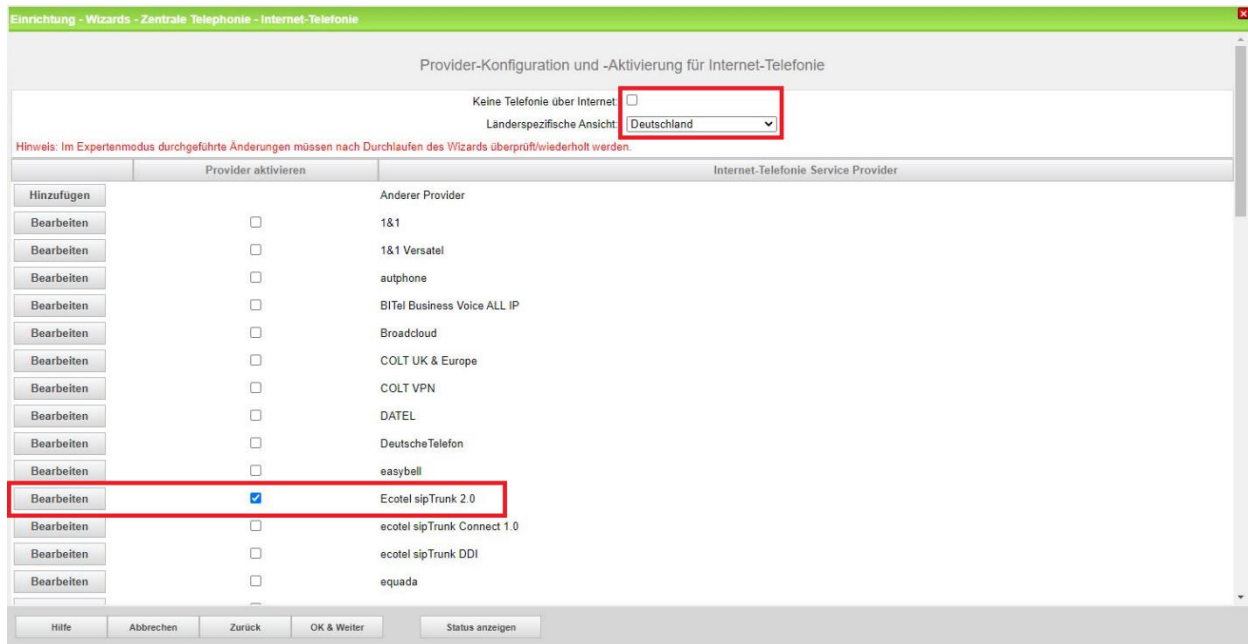 Einrichtung - Wizards - Zentrale Telephonie - Internet-Telefonie
Provider-Konfiguration und -Aktivierung für Internet-Telefonie
Keine Telefonie über Internet:
Länderspezifische Ansicht: Deutschland
Hinweis: Im Expertenmodus durchgeführte Änderungen müssen nach Durchlaufen des Wizards überprüft/wiederholt werden.
Provider aktivieren Internet-Telefonie Service Provider
Hinzufügen Anderer Provider
Bearbeiten 1&1
Bearbeiten 1&1 Versatel
Bearbeiten autphone
Bearbeiten BITel Business Voice ALL IP
Bearbeiten Broadcloud
Bearbeiten COLT UK & Europe
Bearbeiten COLT VPN
Bearbeiten DATEL
Bearbeiten DeutscheTelefon
Bearbeiten easybell
Bearbeiten Ecotel sipTrunk 2.0
Bearbeiten ecotel sipTrunk Connect 1.0
Bearbeiten ecotel sipTrunk DDI
Bearbeiten equada
Hilfe Abbrechen Zurück OK & Weiter Status anzeigen